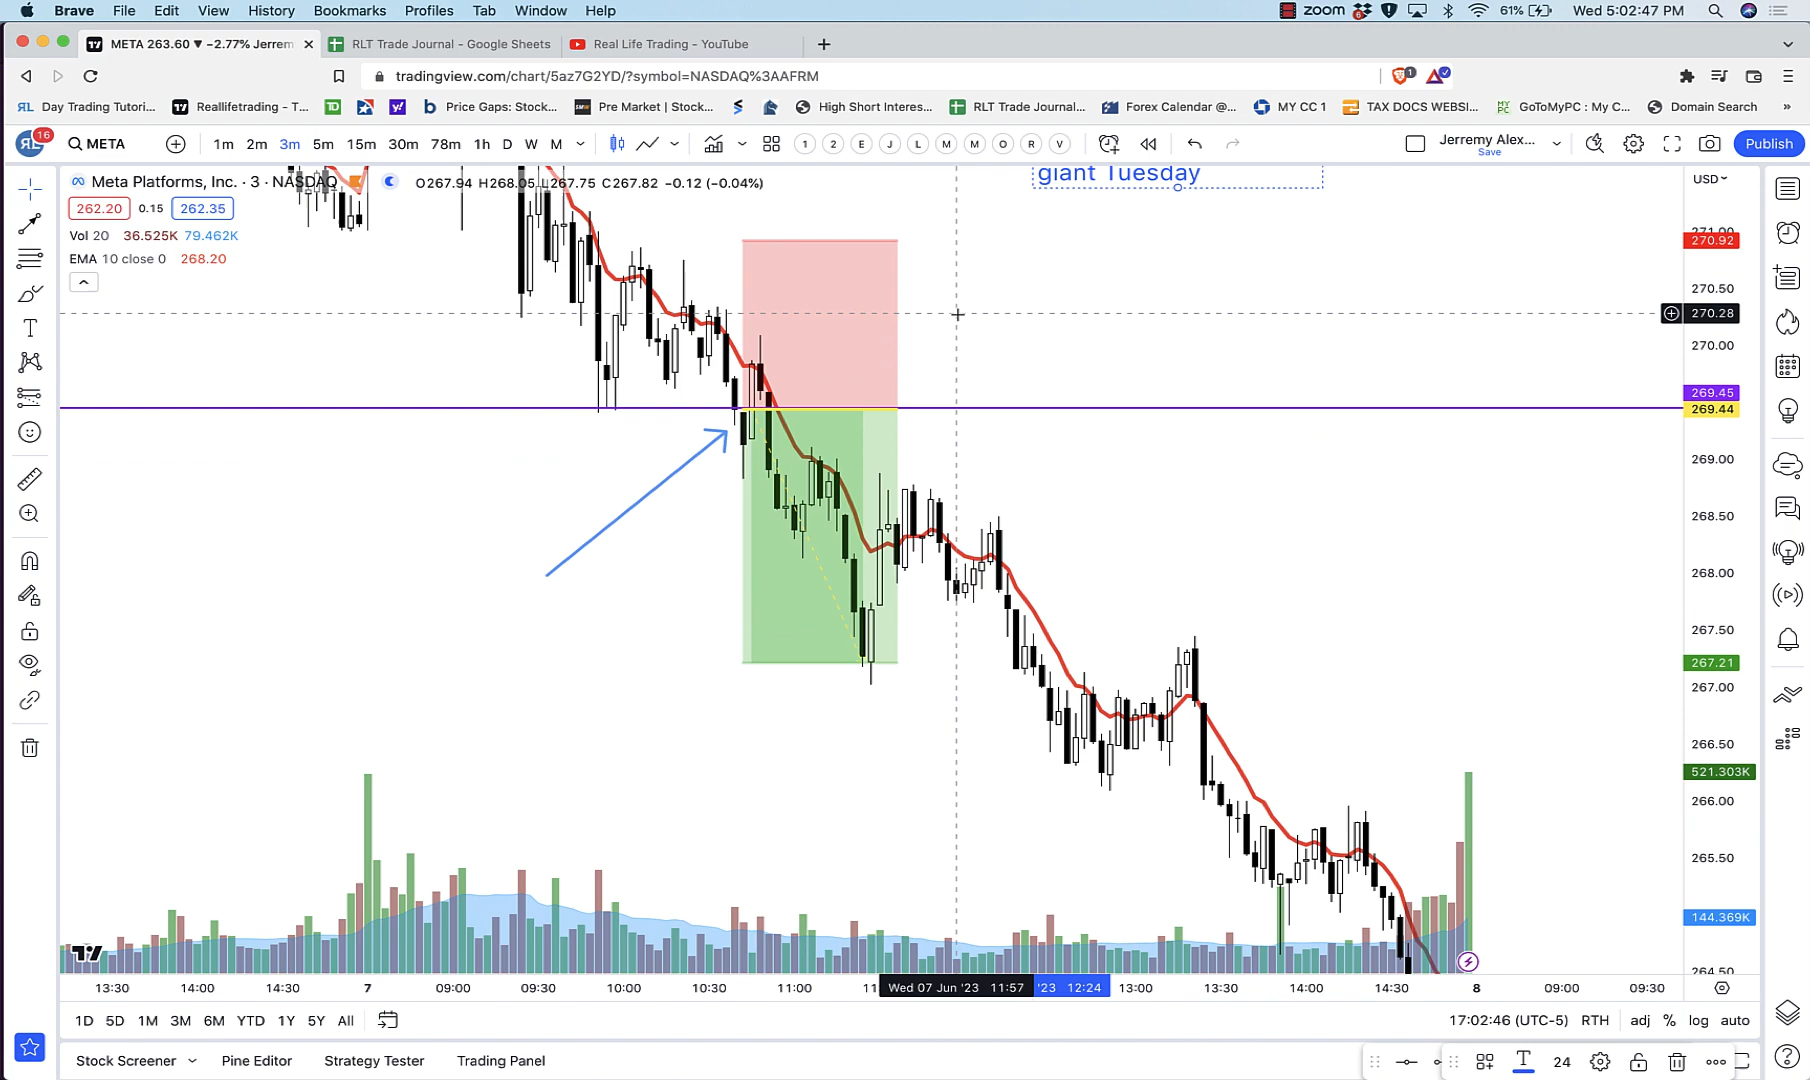 Brave File Edit View History Bookmarks Profiles Tab Window Help zoom 61% Wed 5:02:47 PM
META 263.60 ▼ −2.77% Jerrem RLT Trade Journal - Google Sheets Real Life Trading - YouTube
tradingview.com/chart/5az7G2YD/?symbol=NASDAQ%3AAFRM
Day Trading Tutori... Reallifetrading - T... Price Gaps: Stock... Pre Market | Stock... High Short Interes... RLT Trade Journal... Forex Calendar @... MY CC 1 TAX DOCS WEBSI... GoToMyPC : My C... Domain Search »
16 META 1m 2m 3m 5m 15m 30m 78m 1h D W M 1 2 E J L M M O R V Jerremy Alex... Save Publish
giant Tuesday
Meta Platforms, Inc. · 3 · NASDAQ O267.94 H268.05 L267.75 C267.82 −0.12 (−0.04%) USD
262.20 0.15 262.35
Vol 20 36.525K 79.462K
EMA 10 close 0 268.20
271.00
270.92
270.50
270.28
270.00
269.45
269.44
269.00
268.50
268.00
267.50
267.21
267.00
266.50
521.303K
266.00
265.50
144.369K
264.50
13:30 14:00 14:30 7 09:00 09:30 10:00 10:30 11:00 Wed 07 Jun '23 11:57 '23 12:24 13:00 13:30 14:00 14:30 8 09:00 09:30
1D 5D 1M 3M 6M YTD 1Y 5Y All 17:02:46 (UTC-5) RTH adj % log auto
Stock Screener Pine Editor Strategy Tester Trading Panel T 24